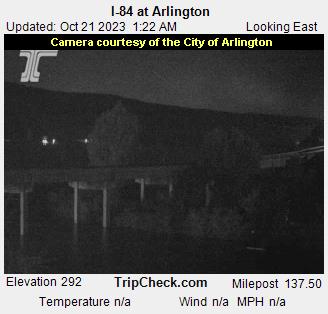 I-84 at Arlington
Updated: Oct 21 2023 1:22 AM Looking East
Camera courtesy of the City of Arlington
Elevation 292 TripCheck.com Milepost 137.50
Temperature n/a Wind n/a MPH n/a